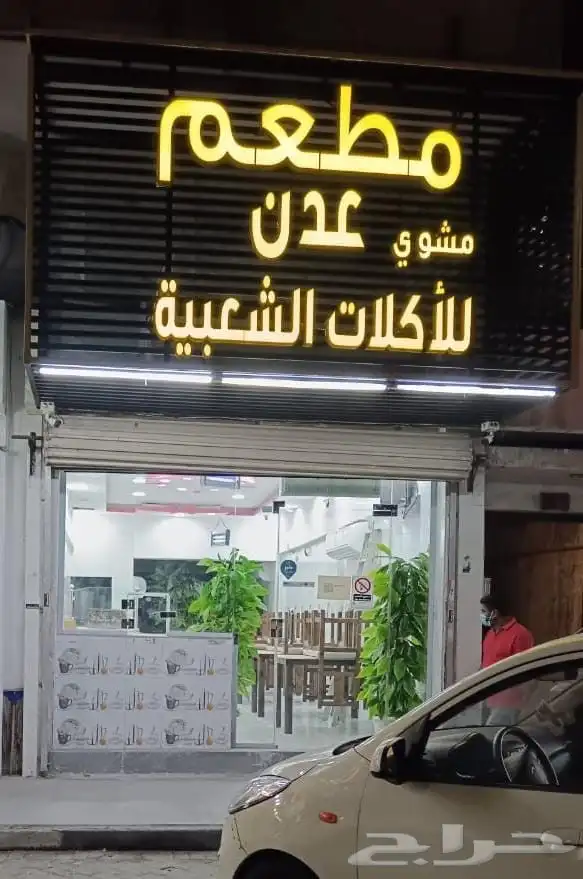 مطعم
مشوي عدن
للأكلات الشعبية
حراج